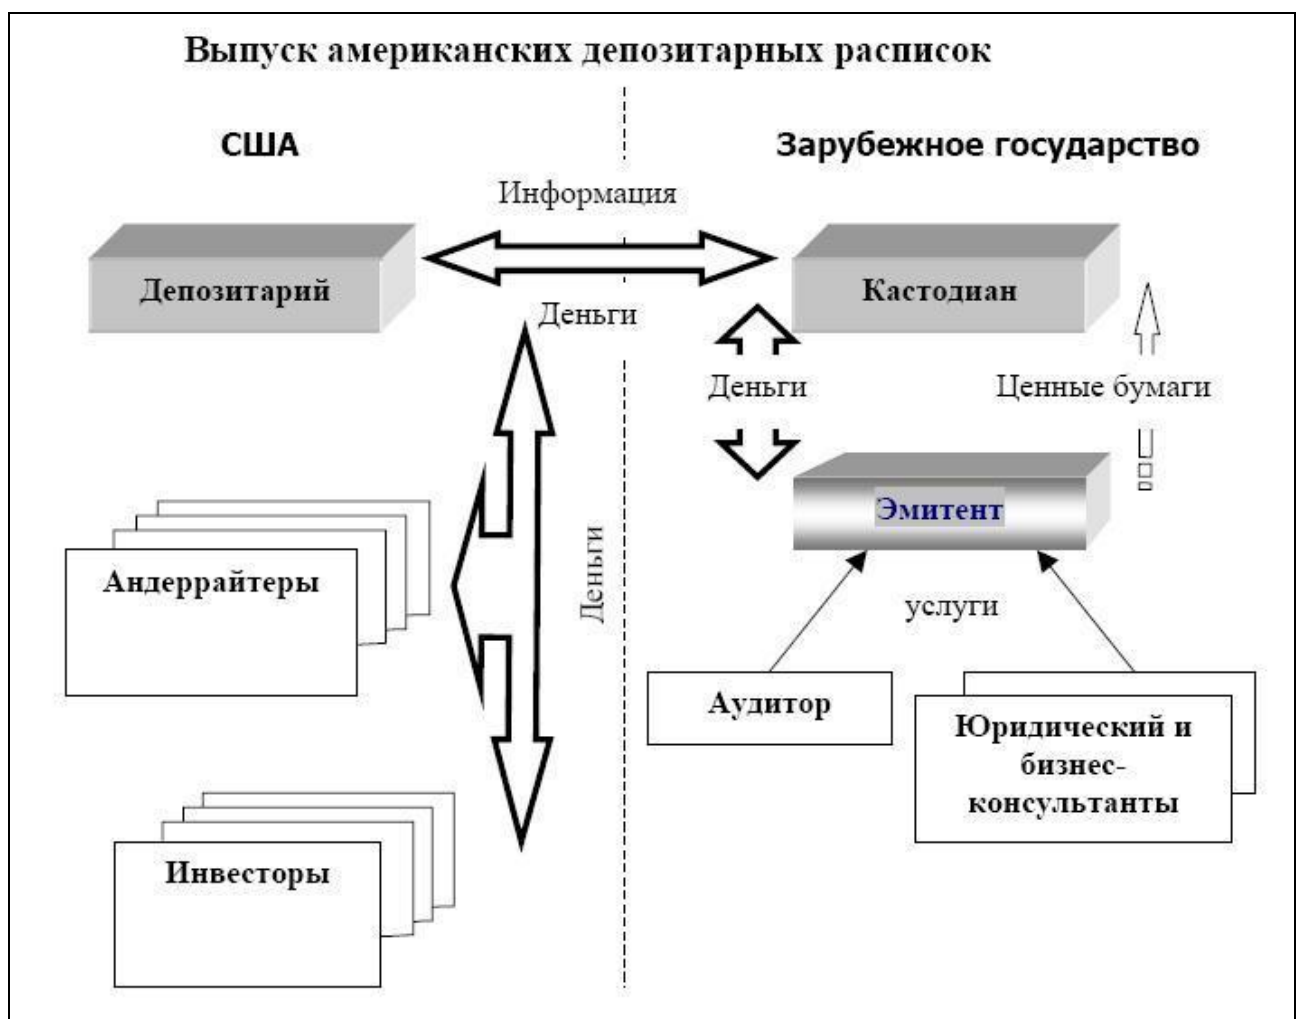 Выпуск американских депозитарных расписок
США
Зарубежное государство
Информация
Депозитарий
Кастодиан
Деньги
Деньги
Ценные бумаги
Эмитент
Андеррайтеры
Деньги
услуги
Аудитор
Юридический и
бизнес-
консультанты
Инвесторы